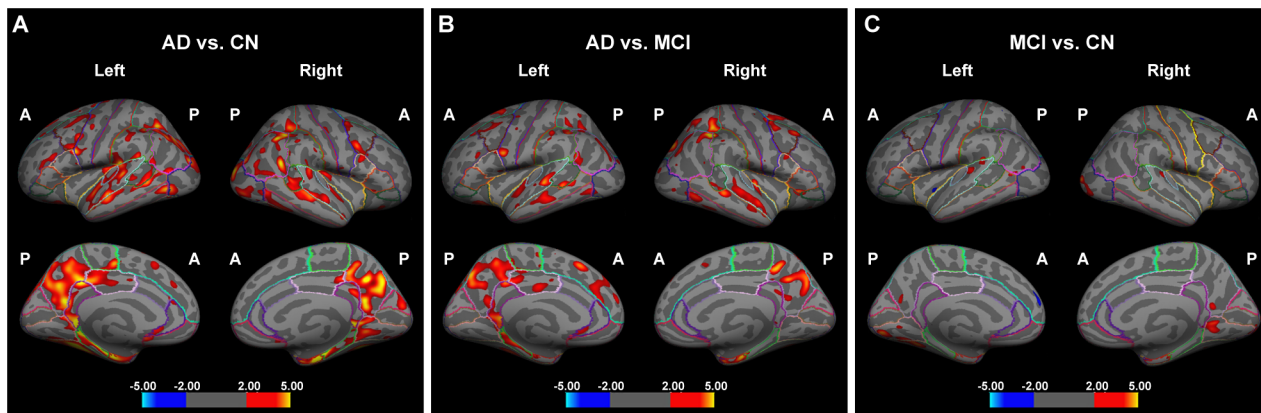 A
AD vs. CN
Left Right
A P P A
P A A P
-5.00 -2.00 2.00 5.00
B
AD vs. MCI
Left Right
A P P A
P A A P
-5.00 -2.00 2.00 5.00
C
MCI vs. CN
Left Right
A P P A
P A A P
-5.00 -2.00 2.00 5.00